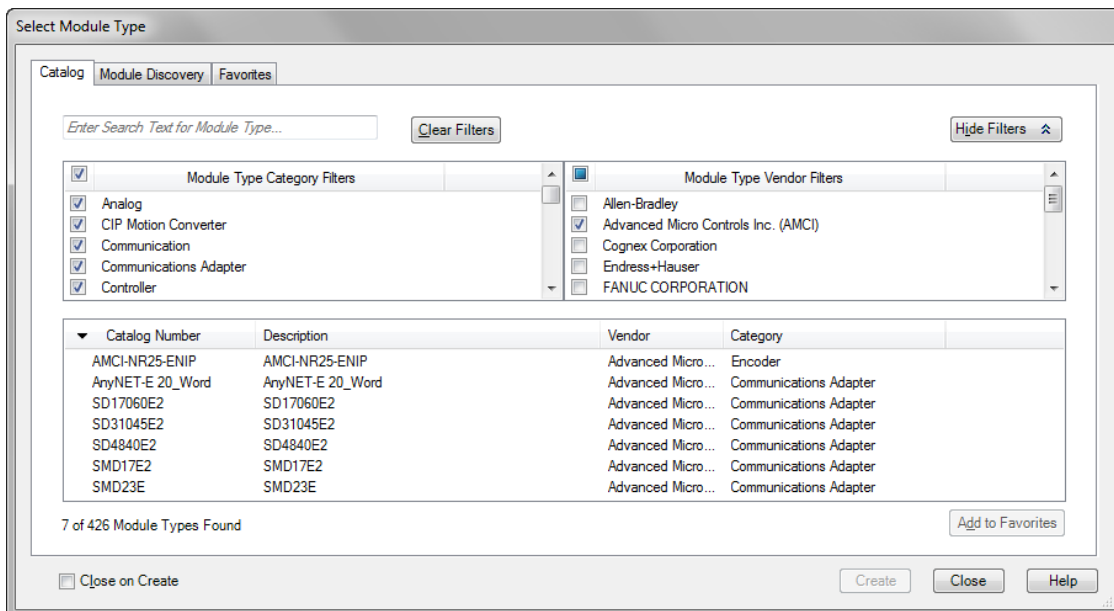 Select Module Type
Catalog Module Discovery Favorites
Enter Search Text for Module Type... Clear Filters Hide Filters
Module Type Category Filters
Analog
CIP Motion Converter
Communication
Communications Adapter
Controller
Module Type Vendor Filters
Allen-Bradley
Advanced Micro Controls Inc. (AMCI)
Cognex Corporation
Endress+Hauser
FANUC CORPORATION
Catalog Number Description Vendor Category
AMCI-NR25-ENIP AMCI-NR25-ENIP Advanced Micro... Encoder
AnyNET-E 20_Word AnyNET-E 20_Word Advanced Micro... Communications Adapter
SD17060E2 SD17060E2 Advanced Micro... Communications Adapter
SD31045E2 SD31045E2 Advanced Micro... Communications Adapter
SD4840E2 SD4840E2 Advanced Micro... Communications Adapter
SMD17E2 SMD17E2 Advanced Micro... Communications Adapter
SMD23E SMD23E Advanced Micro... Communications Adapter
7 of 426 Module Types Found Add to Favorites
Close on Create Create Close Help